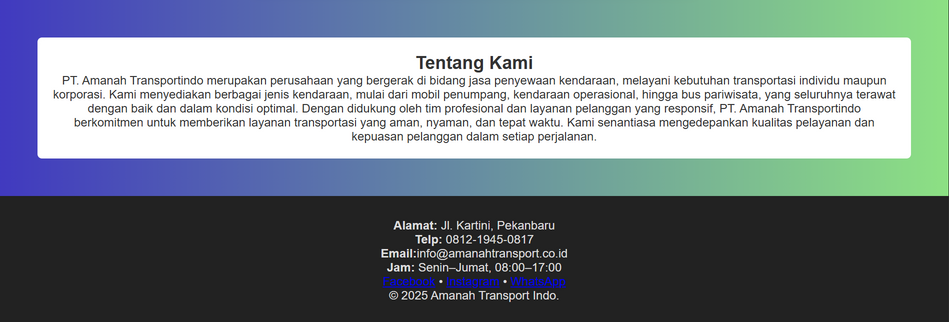 Tentang Kami
PT. Amanah Transportindo merupakan perusahaan yang bergerak di bidang jasa penyewaan kendaraan, melayani kebutuhan transportasi individu maupun
korporasi. Kami menyediakan berbagai jenis kendaraan, mulai dari mobil penumpang, kendaraan operasional, hingga bus pariwisata, yang seluruhnya terawat
dengan baik dan dalam kondisi optimal. Dengan didukung oleh tim profesional dan layanan pelanggan yang responsif, PT. Amanah Transportindo
berkomitmen untuk memberikan layanan transportasi yang aman, nyaman, dan tepat waktu. Kami senantiasa mengedepankan kualitas pelayanan dan
kepuasan pelanggan dalam setiap perjalanan.
Alamat: Jl. Kartini, Pekanbaru
Telp: 0812-1945-0817
Email:info@amanahtransport.co.id
Jam: Senin–Jumat, 08:00–17:00
Facebook • Instagram • WhatsApp
© 2025 Amanah Transport Indo.